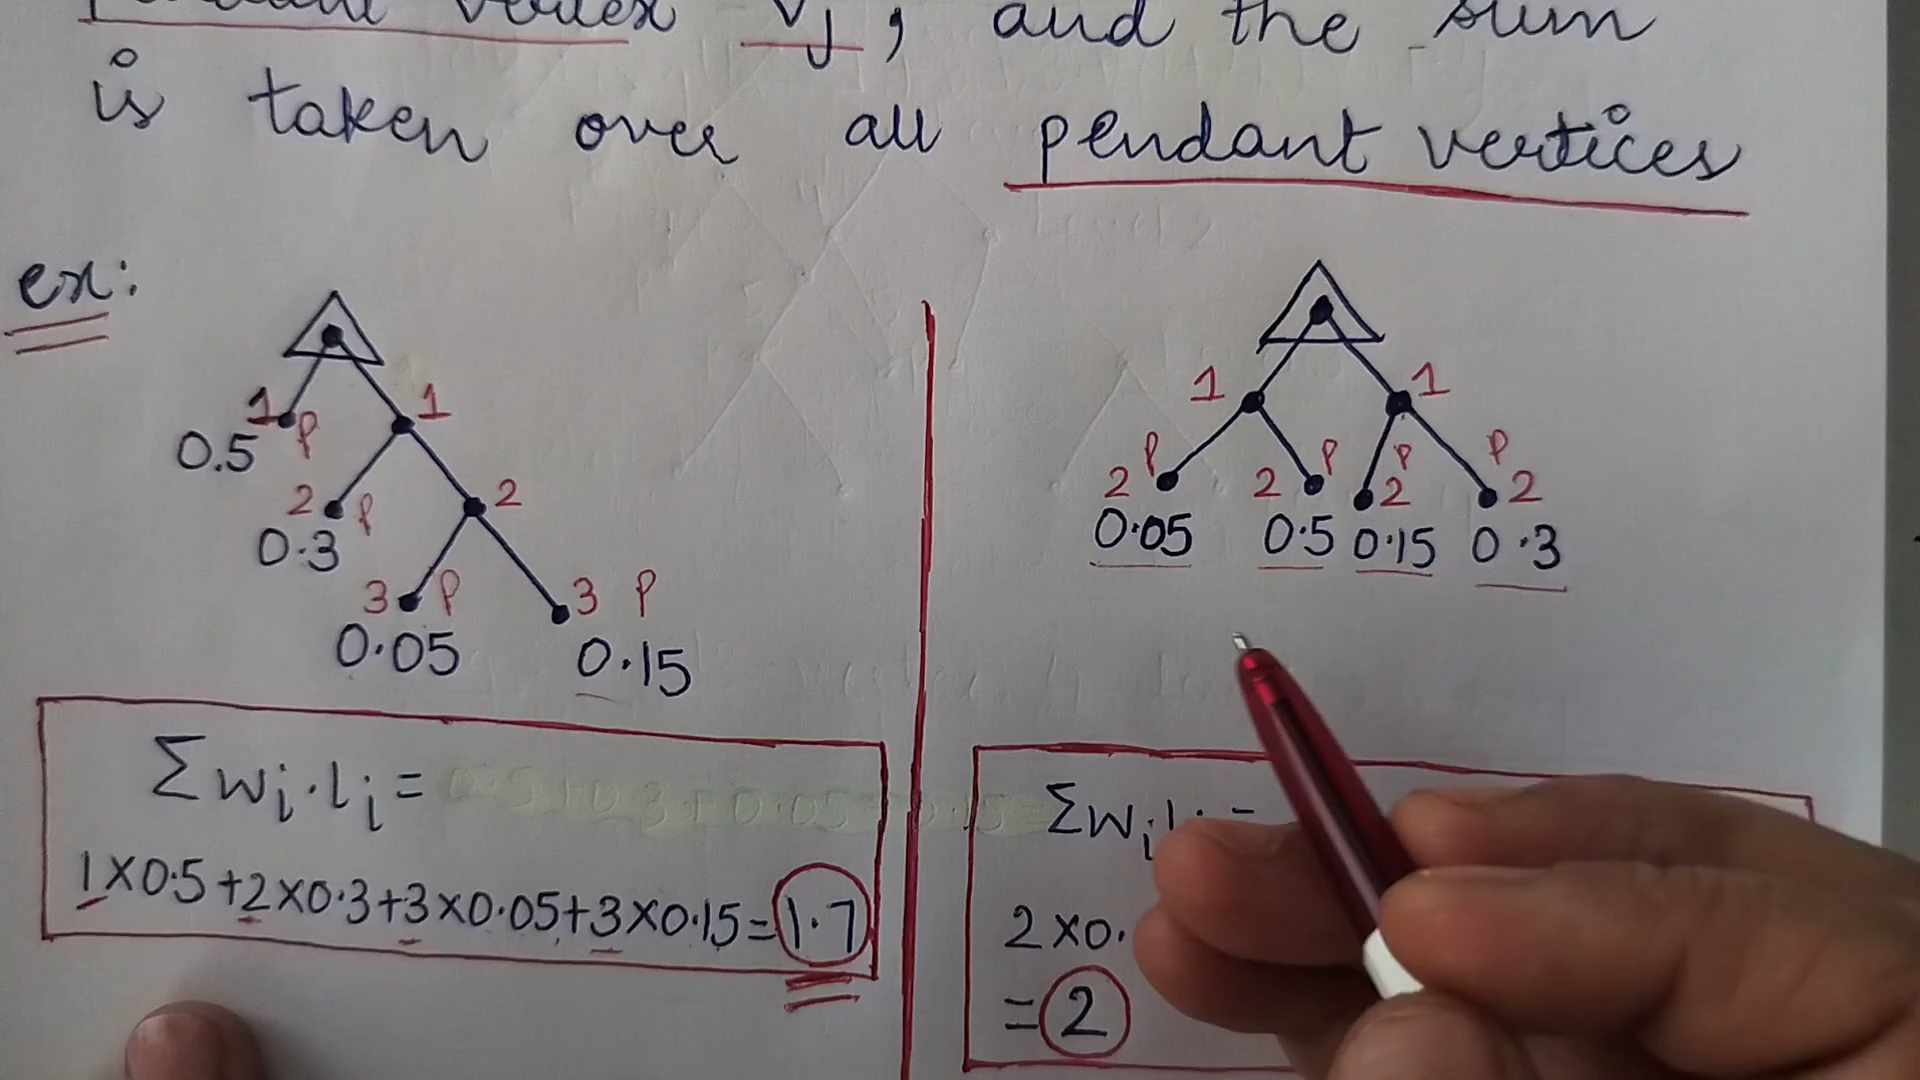 pendant vertex vj, and the sum
is taken over all pendant vertices
ex:
1 P 1
0.5
2 P 2
0.3
3 P 3 P
0.05 0.15
Σwi.li =
1×0.5+2×0.3+3×0.05+3×0.15=1.7
1 1
P P P P
2 2 2 2
0.05 0.5 0.15 0.3
Σwi
2×0.
=2